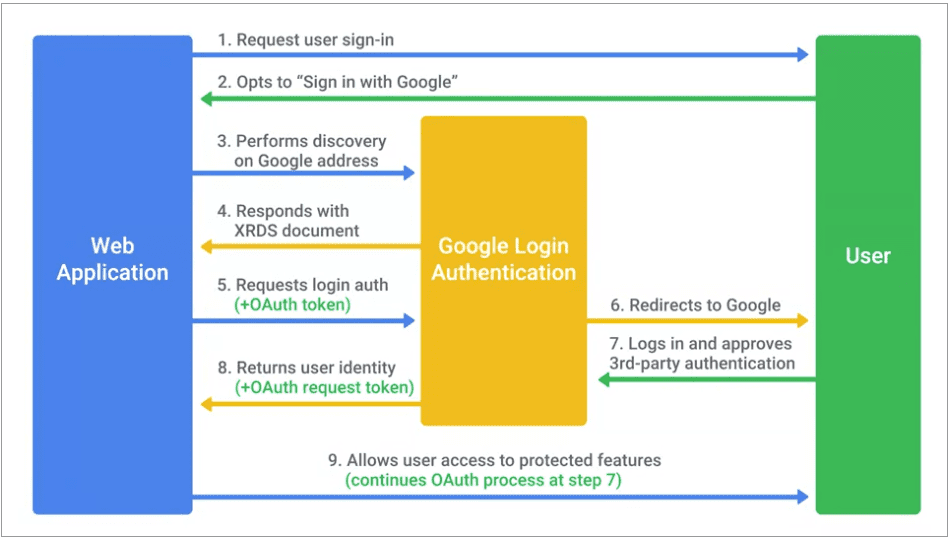 1. Request user sign-in
2. Opts to “Sign in with Google”
3. Performs discovery
on Google address
4. Responds with
XRDS document
Web
Application
Google Login
Authentication
User
5. Requests login auth
(+OAuth token)
6. Redirects to Google
7. Logs in and approves
3rd-party authentication
8. Returns user identity
(+OAuth request token)
9. Allows user access to protected features
(continues OAuth process at step 7)